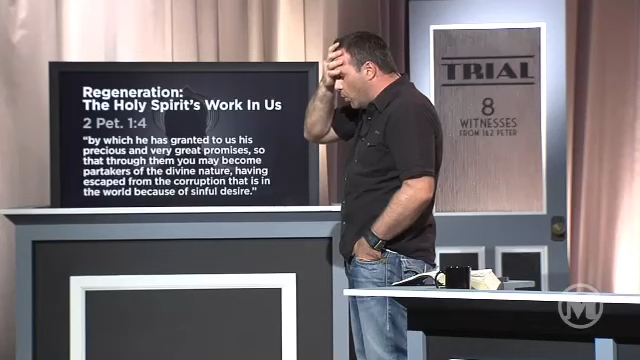 Regeneration:
The Holy Spirit's Work In Us
2 Pet. 1:4
"by which he has granted to us his
precious and very great promises, so
that through them you may become
partakers of the divine nature, having
escaped from the corruption that is in
the world because of sinful desire."
TRIAL
8
WITNESSES
FROM 1&2 PETER
M